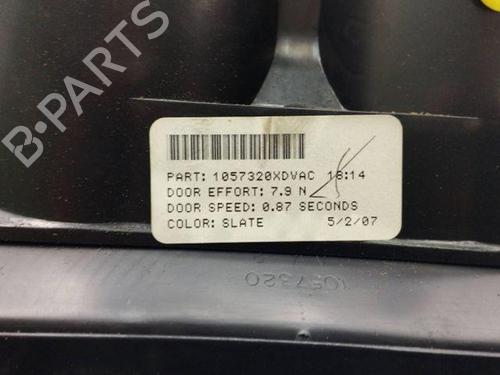 B-PARTS
PART: 1057320XDVAC 18:14
DOOR EFFORT: 7.9 N
DOOR SPEED: 0.87 SECONDS
COLOR: SLATE 5/2/07
1057320